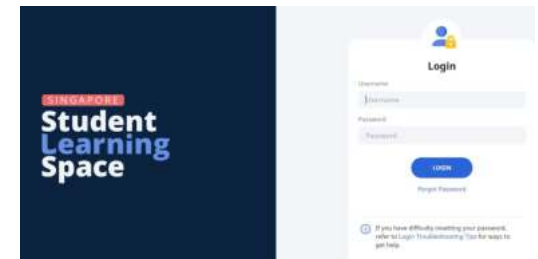 SINGAPORE
Student
Learning
Space
Login
Username
Username
Password
Password
LOGIN
Forgot Password
If you have difficulty resetting your password,
refer to Login Troubleshooting Tips for ways to
get help.